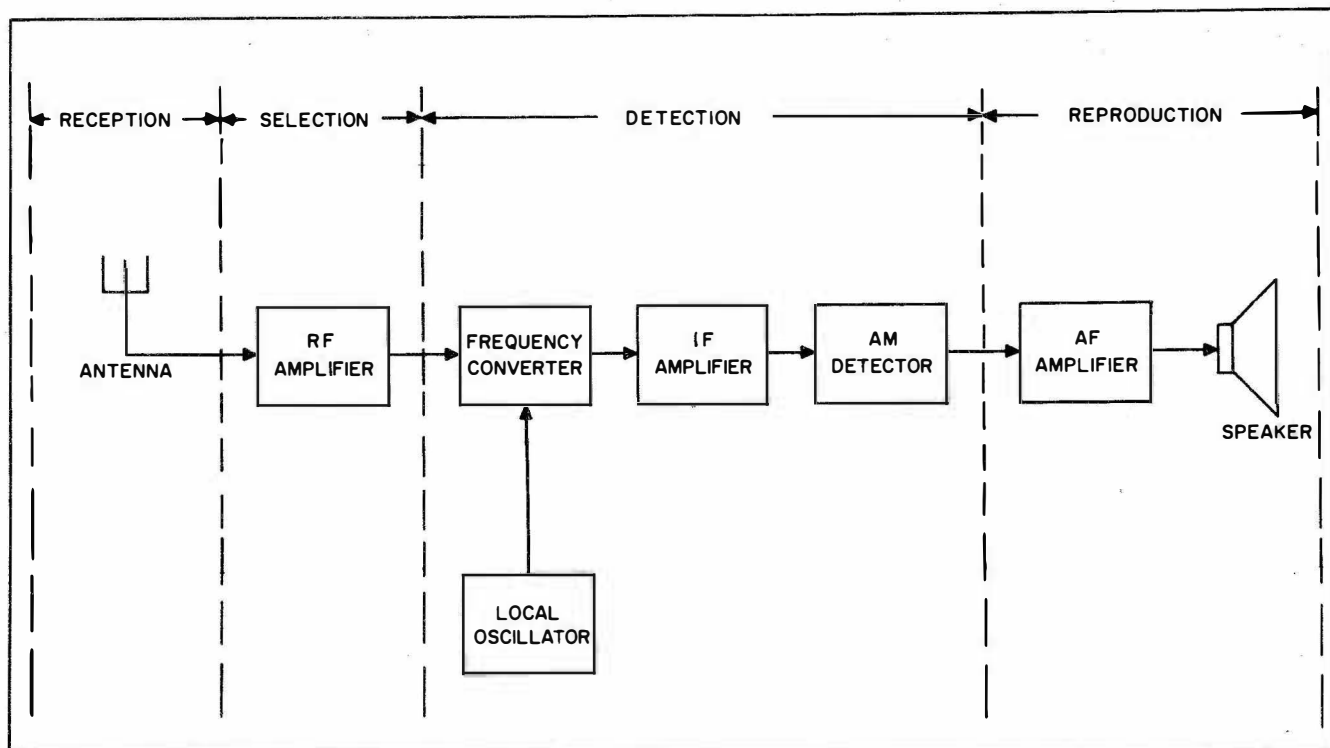 RECEPTION
SELECTION
DETECTION
REPRODUCTION
ANTENNA
RF
AMPLIFIER
FREQUENCY
CONVERTER
IF
AMPLIFIER
AM
DETECTOR
AF
AMPLIFIER
SPEAKER
LOCAL
OSCILLATOR